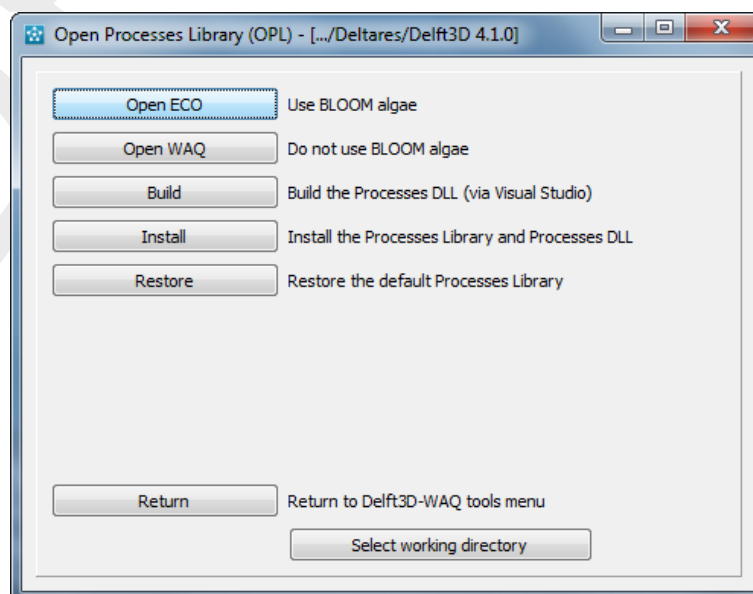 Open Processes Library (OPL) - [.../Deltares/Delft3D 4.1.0]
Open ECO Use BLOOM algae
Open WAQ Do not use BLOOM algae
Build Build the Processes DLL (via Visual Studio)
Install Install the Processes Library and Processes DLL
Restore Restore the default Processes Library
Return Return to Delft3D-WAQ tools menu
Select working directory